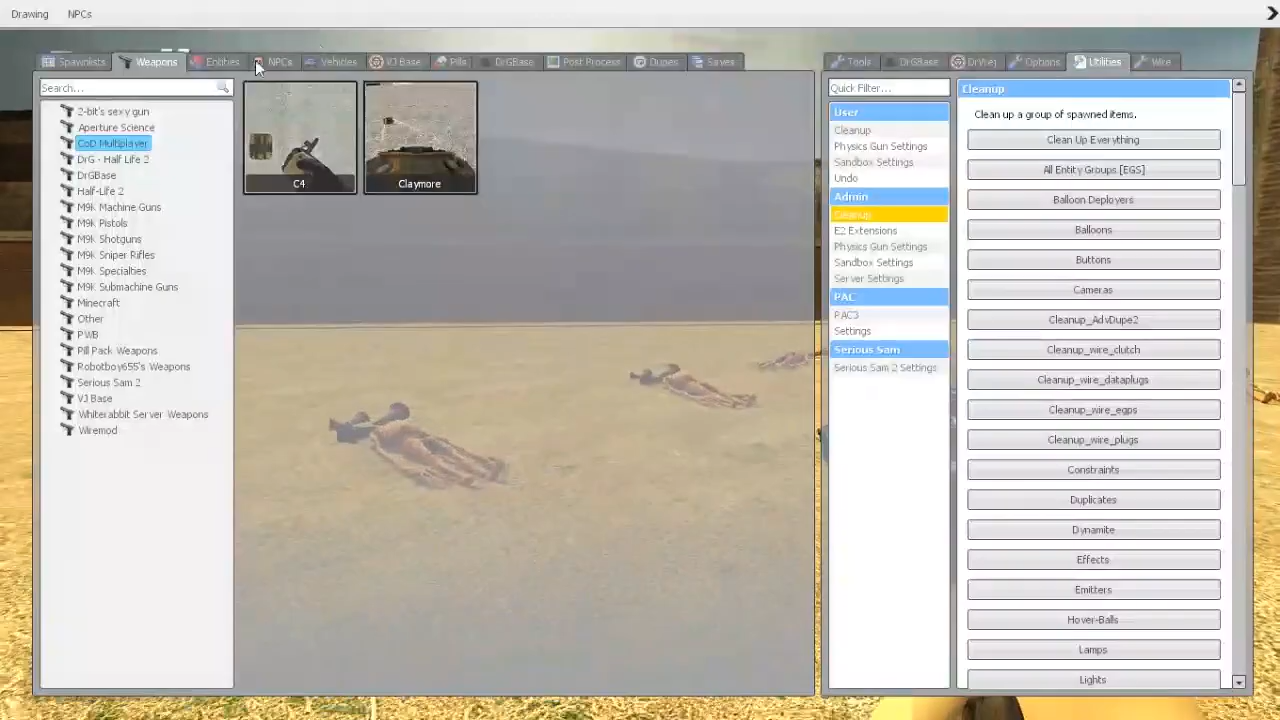 Drawing NPCs
Spawnlists Weapons Entities NPCs Vehicles VJ Base Pills DrGBase Post Process Dupes Saves
Tools DrGBase DrVrej Options Utilities Wire
Search...
2-bit's sexy gun
Aperture Science
CoD Multiplayer
DrG - Half Life 2
DrGBase
Half-Life 2
M9k Machine Guns
M9k Pistols
M9k Shotguns
M9k Sniper Rifles
M9k Specialties
M9k Submachine Guns
Minecraft
Other
PWB
Pill Pack Weapons
Robotboy655's Weapons
Serious Sam 2
VJ Base
Whiterabbit Server Weapons
Wiremod
C4
Claymore
Quick Filter...
User
Cleanup
Physics Gun Settings
Sandbox Settings
Undo
Admin
Cleanup
E2 Extensions
Physics Gun Settings
Sandbox Settings
Server Settings
PAC
PAC3
Settings
Serious Sam
Serious Sam 2 Settings
Cleanup
Clean up a group of spawned items.
Clean Up Everything
All Entity Groups [EGS]
Balloon Deployers
Balloons
Buttons
Cameras
Cleanup_AdvDupe2
Cleanup_wire_clutch
Cleanup_wire_dataplugs
Cleanup_wire_egps
Cleanup_wire_plugs
Constraints
Duplicates
Dynamite
Effects
Emitters
Hover-Balls
Lamps
Lights